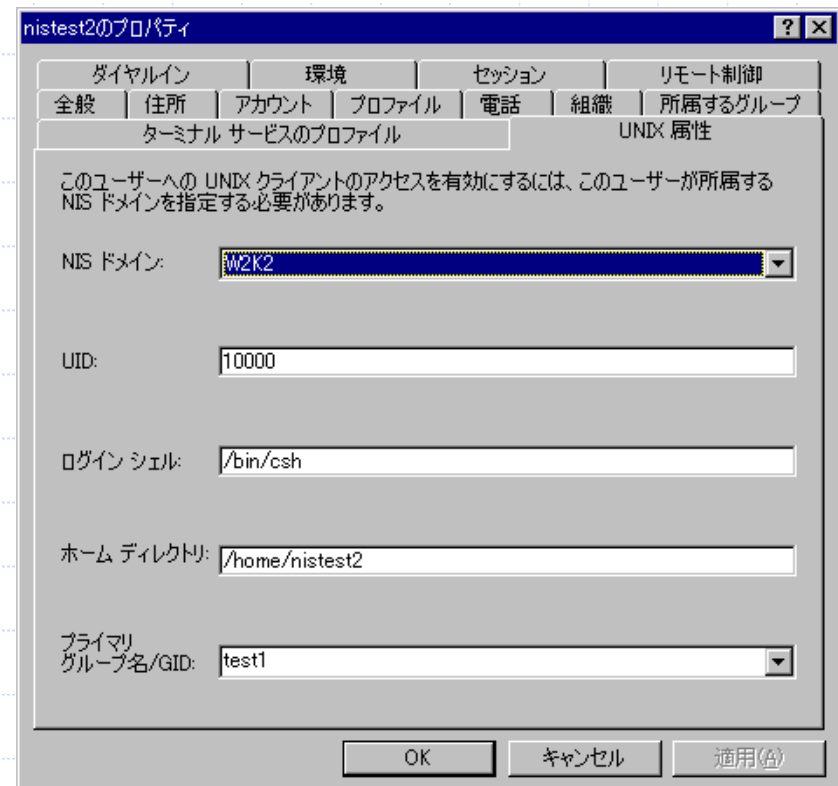 nistest2のプロパティ
ダイヤルイン 環境 セッション リモート制御
全般 住所 アカウント プロファイル 電話 組織 所属するグループ
ターミナル サービスのプロファイル UNIX 属性
このユーザーへの UNIX クライアントのアクセスを有効にするには、このユーザーが所属する
NIS ドメインを指定する必要があります。
NIS ドメイン: W2K2
UID: 10000
ログイン シェル: /bin/csh
ホーム ディレクトリ: /home/nistest2
プライマリ
グループ名/GID: test1
OK キャンセル 適用(A)